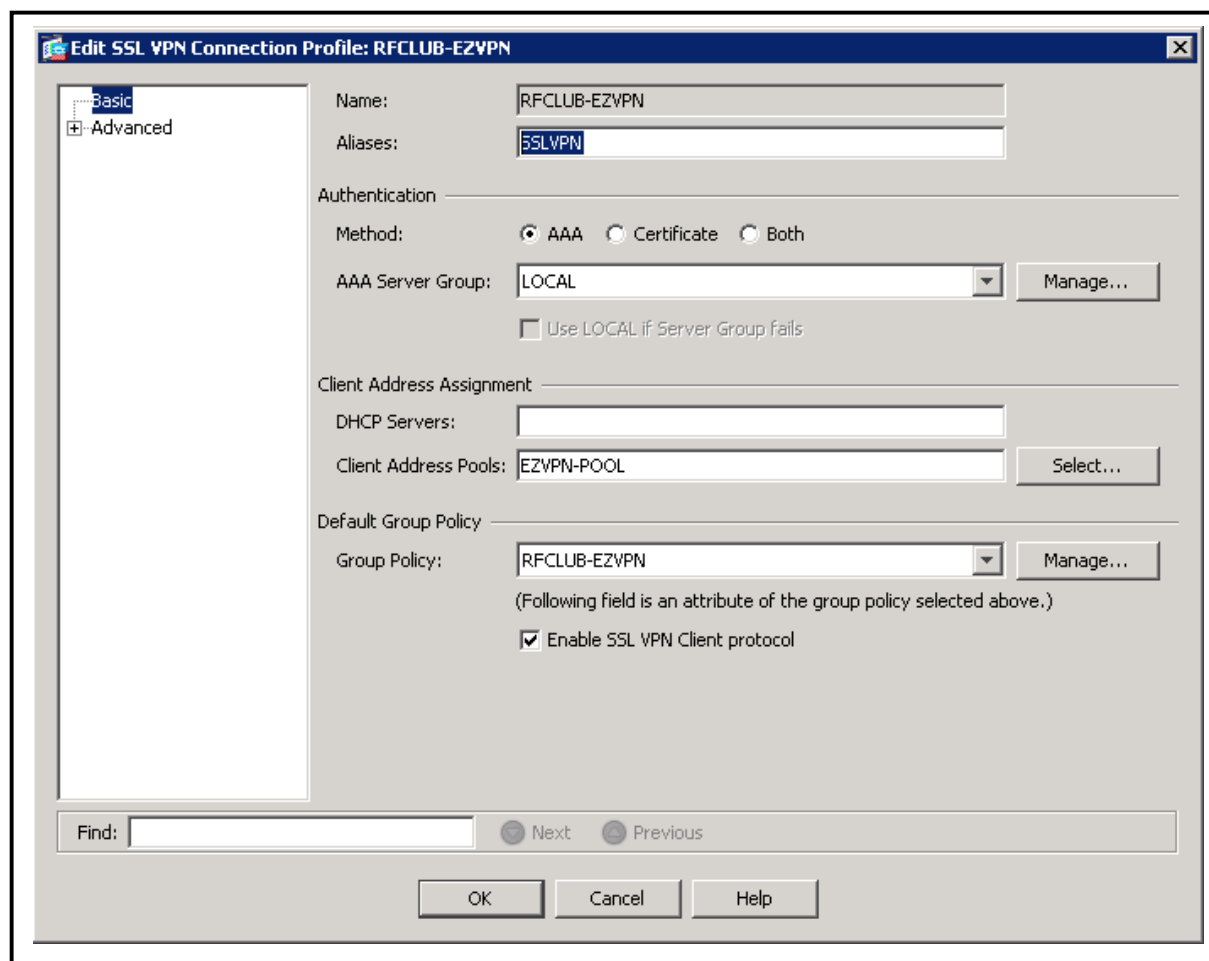 Edit SSL VPN Connection Profile: RFCLUB-EZVPN
Basic
Advanced
Name: RFCLUB-EZVPN
Aliases: SSLVPN
Authentication
Method: AAA Certificate Both
AAA Server Group: LOCAL Manage...
Use LOCAL if Server Group fails
Client Address Assignment
DHCP Servers:
Client Address Pools: EZVPN-POOL Select...
Default Group Policy
Group Policy: RFCLUB-EZVPN Manage...
(Following field is an attribute of the group policy selected above.)
Enable SSL VPN Client protocol
Find: Next Previous
OK Cancel Help